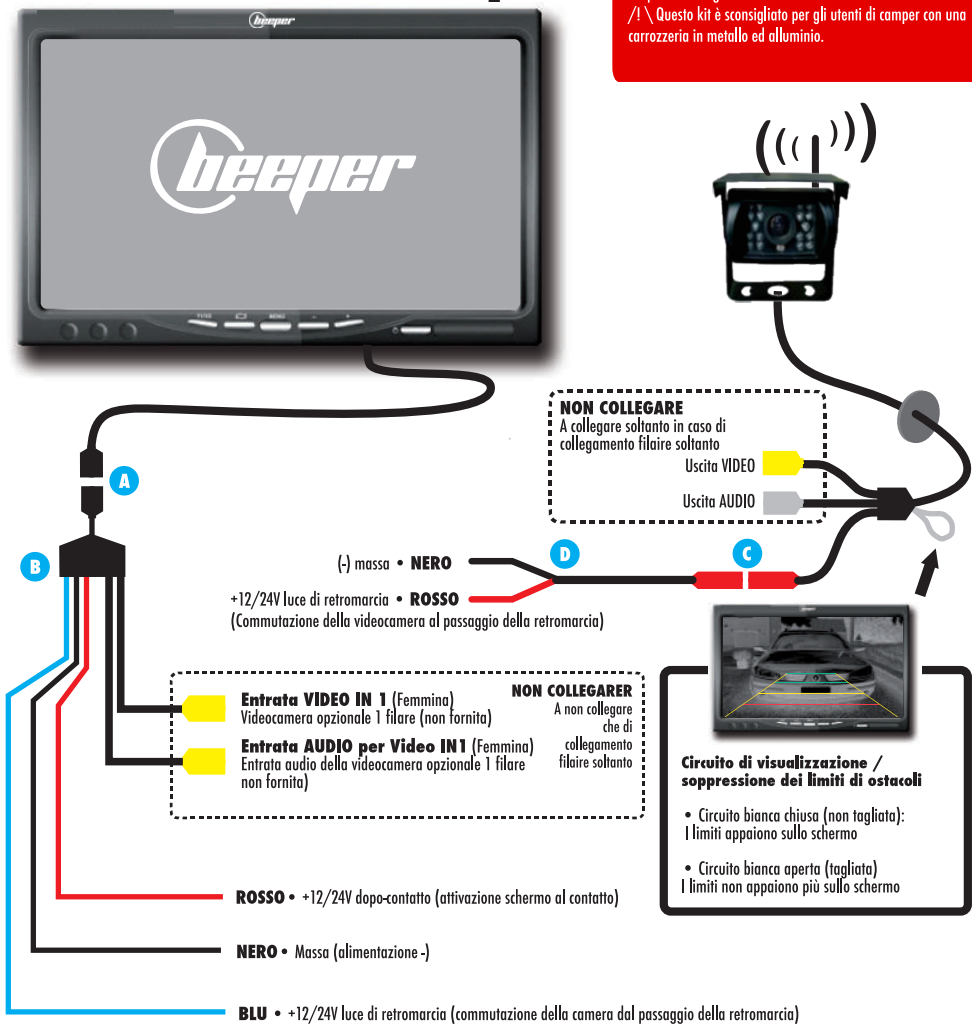 beeper
/!\ Questo kit è sconsigliato per gli utenti di camper con una
carrozzeria in metallo ed alluminio.
beeper
MENU
-
+
NON COLLEGARE
A collegare soltanto in caso di
collegamento filaire soltanto
Uscita VIDEO
Uscita AUDIO
A
B
D
C
(-) massa • NERO
+12/24V luce di retromarcia • ROSSO
(Commutazione della videocamera al passaggio della retromarcia)
beeper
Entrata VIDEO IN 1 (Femmina)
Videocamera opzionale 1 filare (non fornita)
Entrata AUDIO per Video IN1 (Femmina)
Entrata audio della videocamera opzionale 1 filare
non fornita)
NON COLLEGARER
A non collegare
che di
collegamento
filaire soltanto
Circuito di visualizzazione /
soppressione dei limiti di ostacoli
• Circuito bianca chiusa (non tagliata):
I limiti appaiono sullo schermo
• Circuito bianca aperta (tagliata)
I limiti non appaiono più sullo schermo
ROSSO • +12/24V dopo-contatto (attivazione schermo al contatto)
NERO • Massa (alimentazione -)
BLU • +12/24V luce di retromarcia (commutazione della camera dal passaggio della retromarcia)